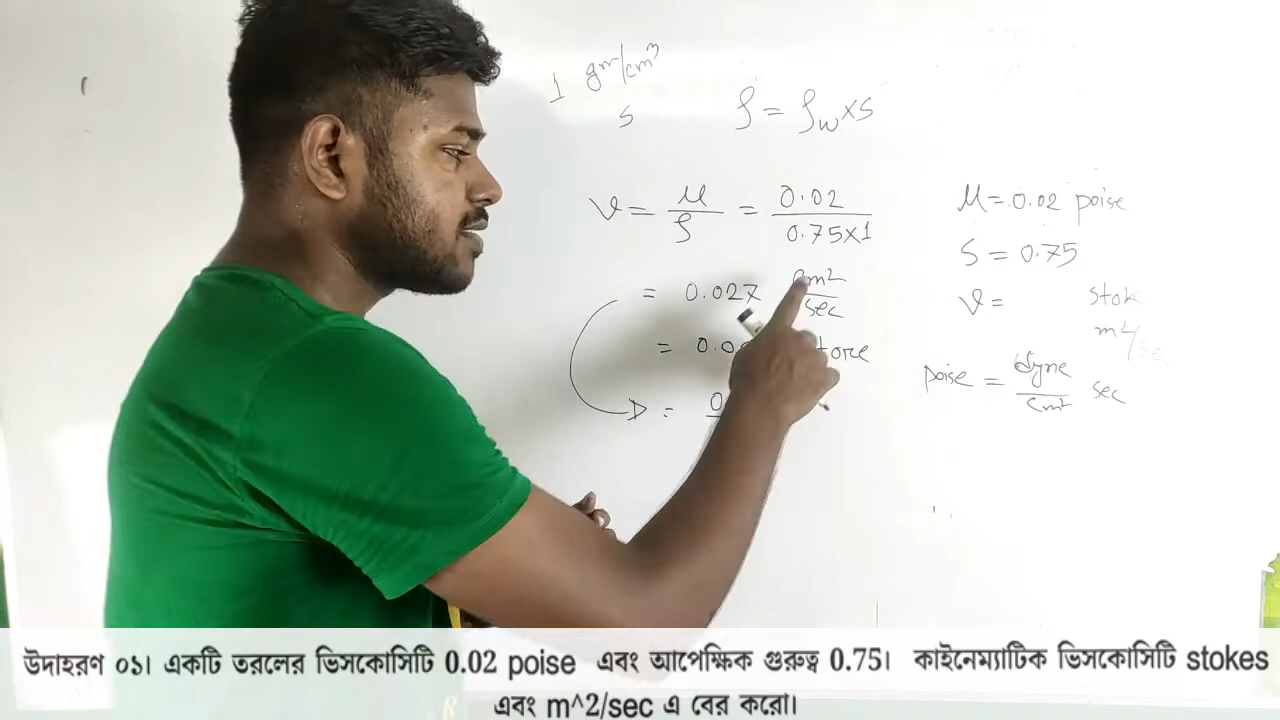 1 gm/cm³
S ρ = ρw×S
ν = μ/ρ = 0.02/0.75×1
= 0.027 cm²/sec
= 0.0
=
μ = 0.02 poise
S = 0.75
ν = stok
m²/sec
poise = dyne/cm² sec
উদাহরণ ০১। একটি তরলের ভিসকোসিটি 0.02 poise এবং আপেক্ষিক গুরুত্ব 0.75। কাইনেম্যাটিক ভিসকোসিটি stokes
এবং m^2/sec এ বের করো।